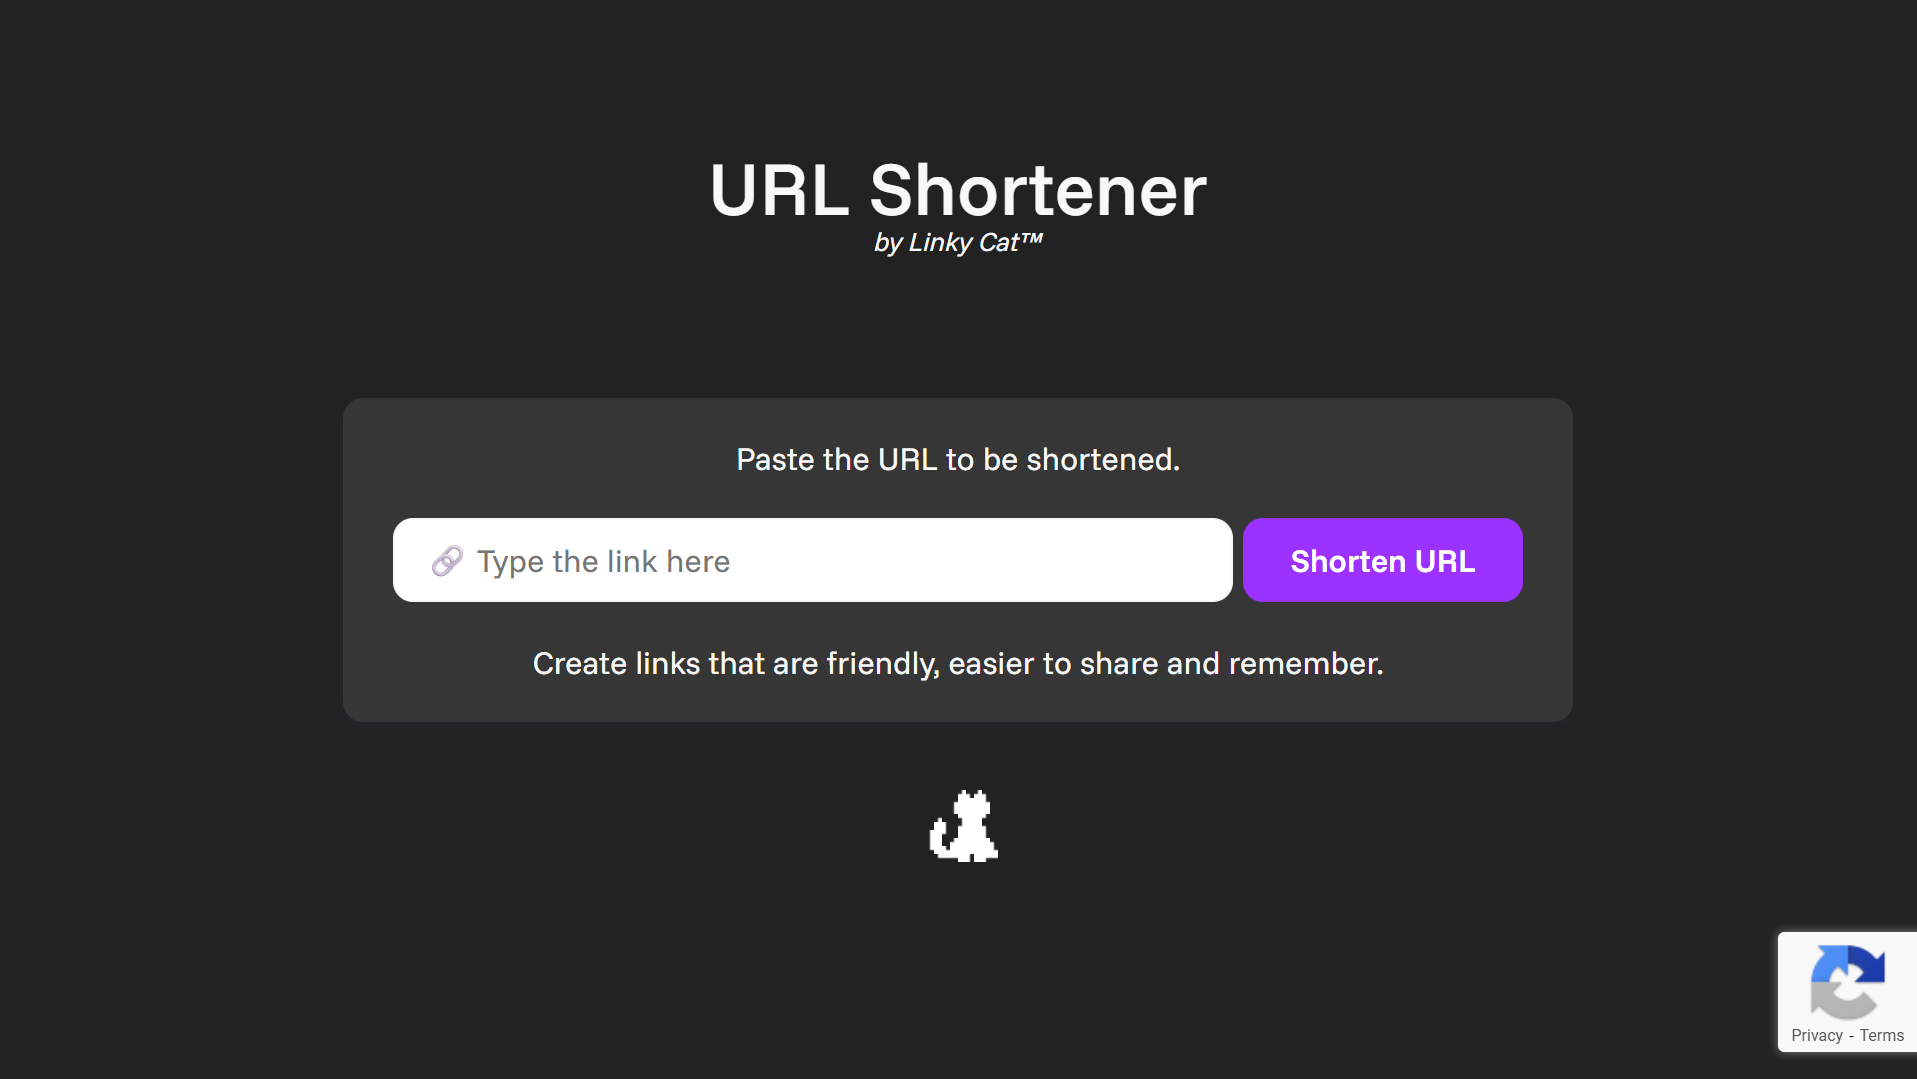 URL Shortener
by Linky Cat™
Paste the URL to be shortened.
Type the link here
Shorten URL
Create links that are friendly, easier to share and remember.
Privacy - Terms